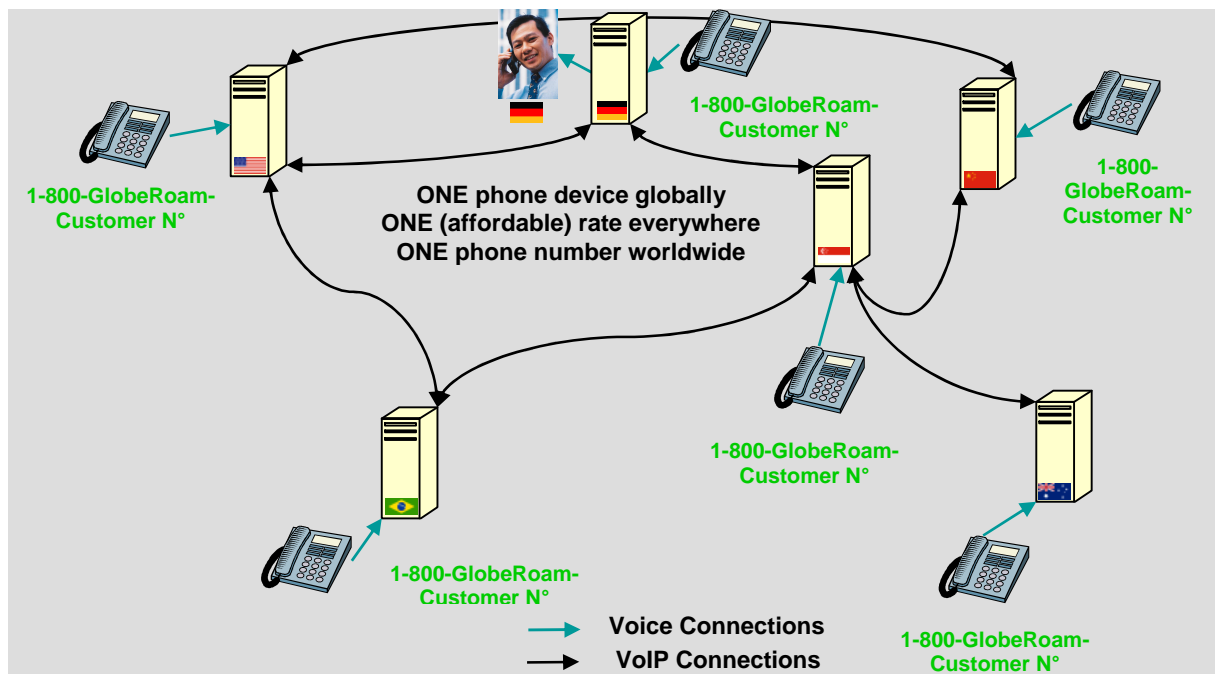 1-800-GlobeRoam-
Customer N°
1-800-GlobeRoam-
Customer N°
1-800-
GlobeRoam-
Customer N°
ONE phone device globally
ONE (affordable) rate everywhere
ONE phone number worldwide
1-800-GlobeRoam-
Customer N°
1-800-GlobeRoam-
Customer N°
1-800-GlobeRoam-
Customer N°
Voice Connections
VoIP Connections